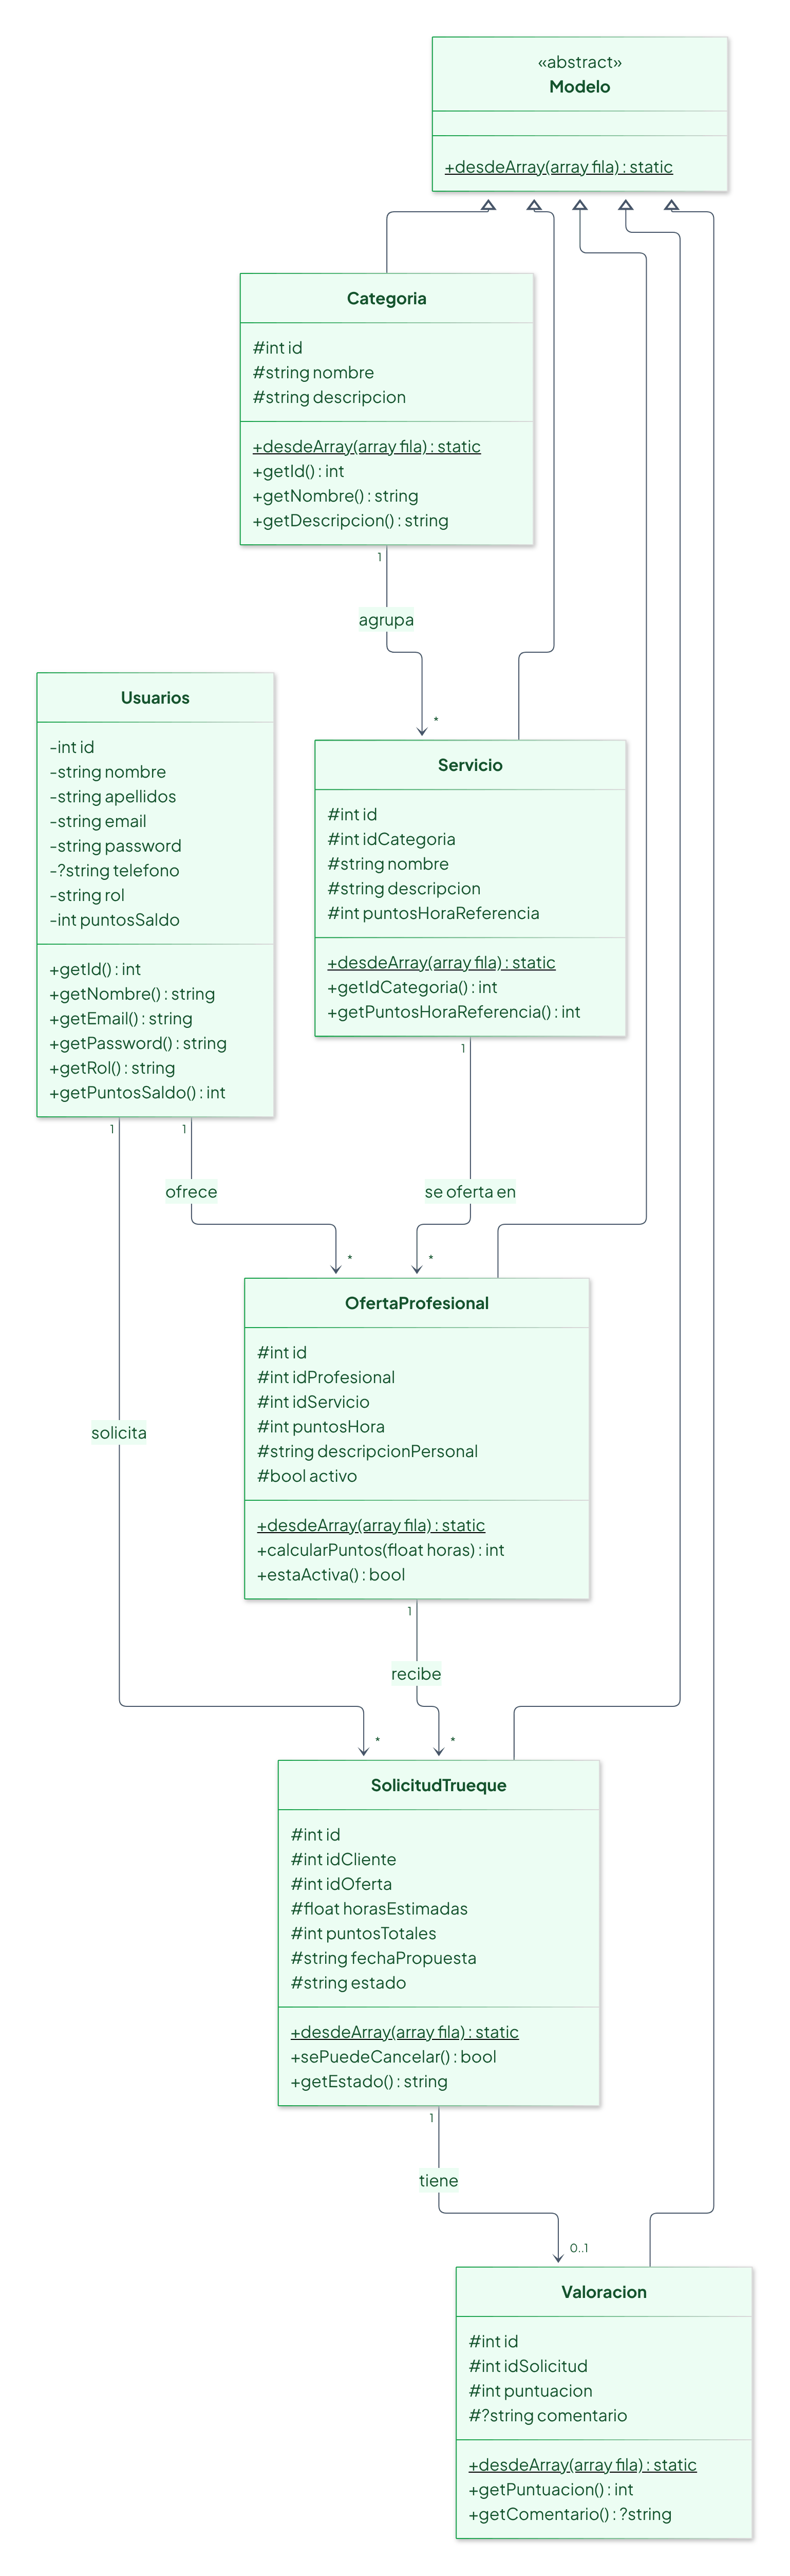 «abstract»
Modelo
+desdeArray(array fila) : static
Categoria
#int id
#string nombre
#string descripcion
+desdeArray(array fila) : static
+getId() : int
+getNombre() : string
+getDescripcion() : string
1
agrupa
*
Usuarios
-int id
-string nombre
-string apellidos
-string email
-string password
-?string telefono
-string rol
-int puntosSaldo
+getId() : int
+getNombre() : string
+getEmail() : string
+getPassword() : string
+getRol() : string
+getPuntosSaldo() : int
Servicio
#int id
#int idCategoria
#string nombre
#string descripcion
#int puntosHoraReferencia
+desdeArray(array fila) : static
+getIdCategoria() : int
+getPuntosHoraReferencia() : int
1
1
1
ofrece
se oferta en
*
*
OfertaProfesional
#int id
#int idProfesional
#int idServicio
#int puntosHora
#string descripcionPersonal
#bool activo
+desdeArray(array fila) : static
+calcularPuntos(float horas) : int
+estaActiva() : bool
solicita
1
recibe
*
*
SolicitudTrueque
#int id
#int idCliente
#int idOferta
#float horasEstimadas
#int puntosTotales
#string fechaPropuesta
#string estado
+desdeArray(array fila) : static
+sePuedeCancelar() : bool
+getEstado() : string
1
tiene
0..1
Valoracion
#int id
#int idSolicitud
#int puntuacion
#?string comentario
+desdeArray(array fila) : static
+getPuntuacion() : int
+getComentario() : ?string